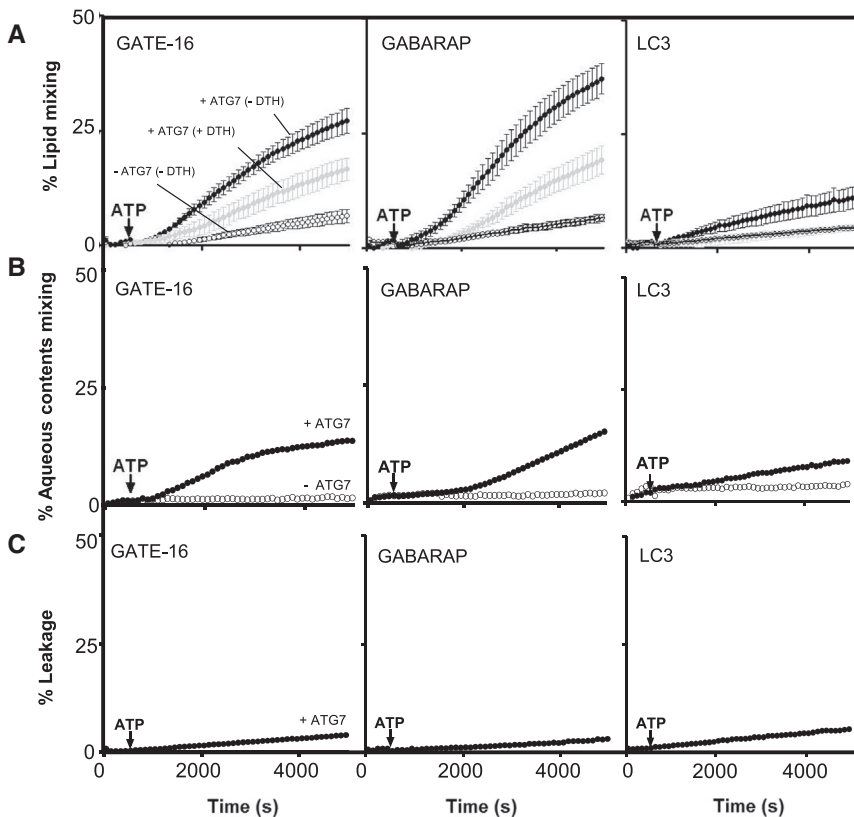 A
50
GATE-16
GABARAP
LC3
+ ATG7 (- DTH)
+ ATG7 (+ DTH)
- ATG7 (- DTH)
25
0
ATP
ATP
ATP
% Lipid mixing
B
50
GATE-16
GABARAP
LC3
25
0
+ ATG7
- ATG7
ATP
ATP
ATP
% Aqueous contents mixing
C
50
GATE-16
GABARAP
LC3
25
0
+ ATG7
ATP
ATP
ATP
% Leakage
0 2000 4000
0 2000 4000
0 2000 4000
Time (s)
Time (s)
Time (s)